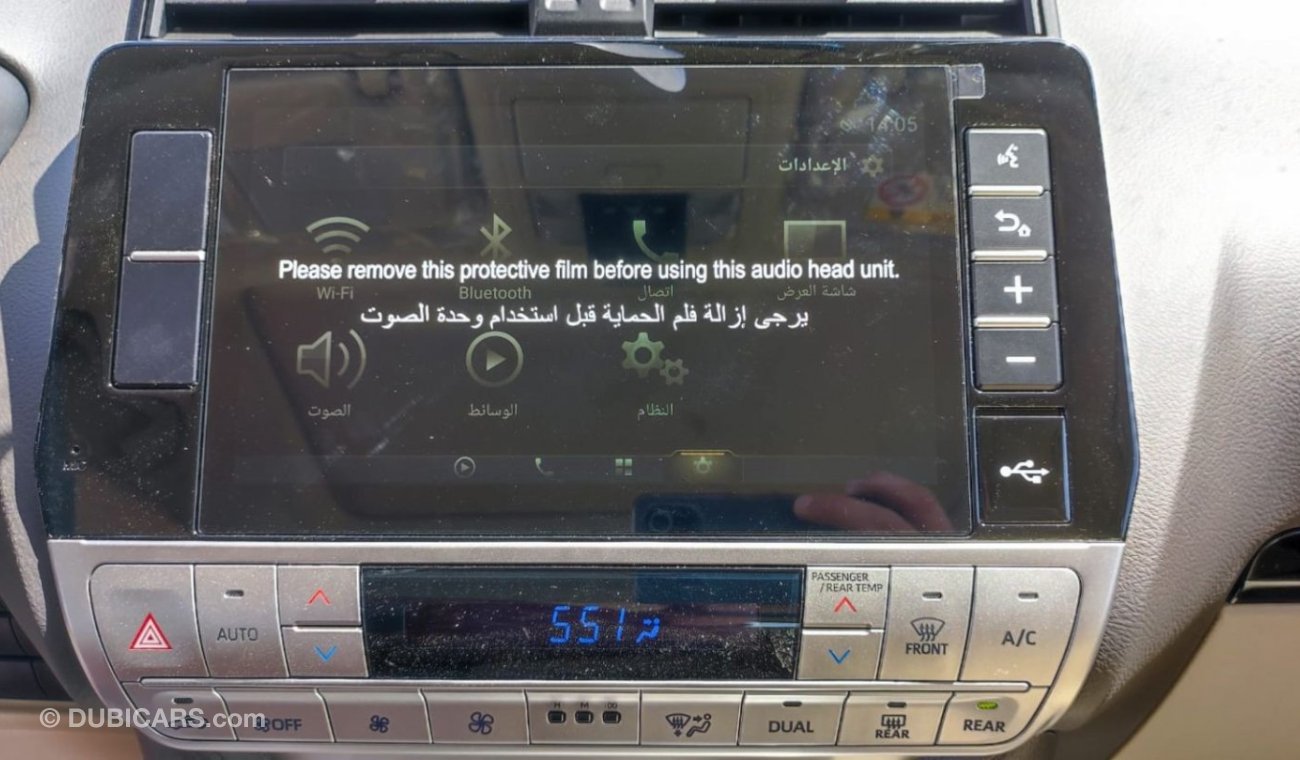 14:05
الإعدادات
Please remove this protective film before using this audio head unit.
Wi-Fi
Bluetooth
اتصال
شاشة العرض
يرجى إزالة فلم الحماية قبل استخدام وحدة الصوت
الصوت
الوسائط
النظام
MIC
PASSENGER
/REAR TEMP
AUTO
551
FRONT
A/C
© DUBICARS.com
OFF
H M
DUAL
REAR
REAR